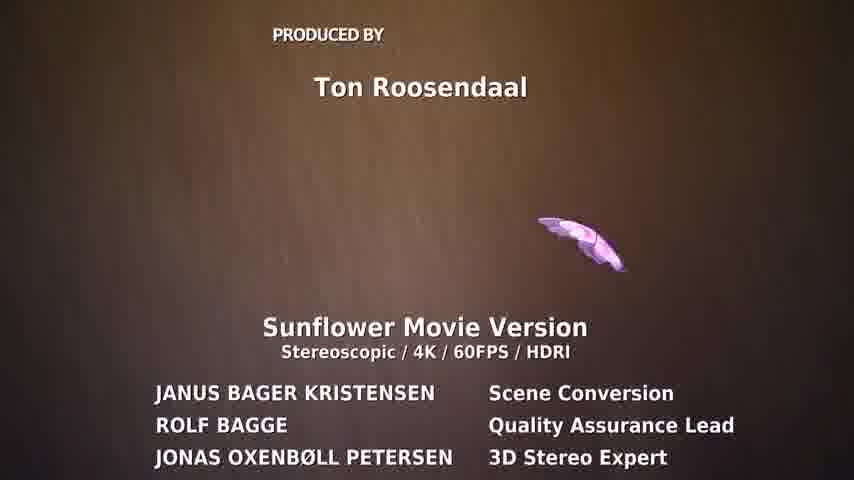 PRODUCED BY
Ton Roosendaal
Sunflower Movie Version
Stereoscopic / 4K / 60FPS / HDRI
JANUS BAGER KRISTENSEN Scene Conversion
ROLF BAGGE Quality Assurance Lead
JONAS OXENBØLL PETERSEN 3D Stereo Expert